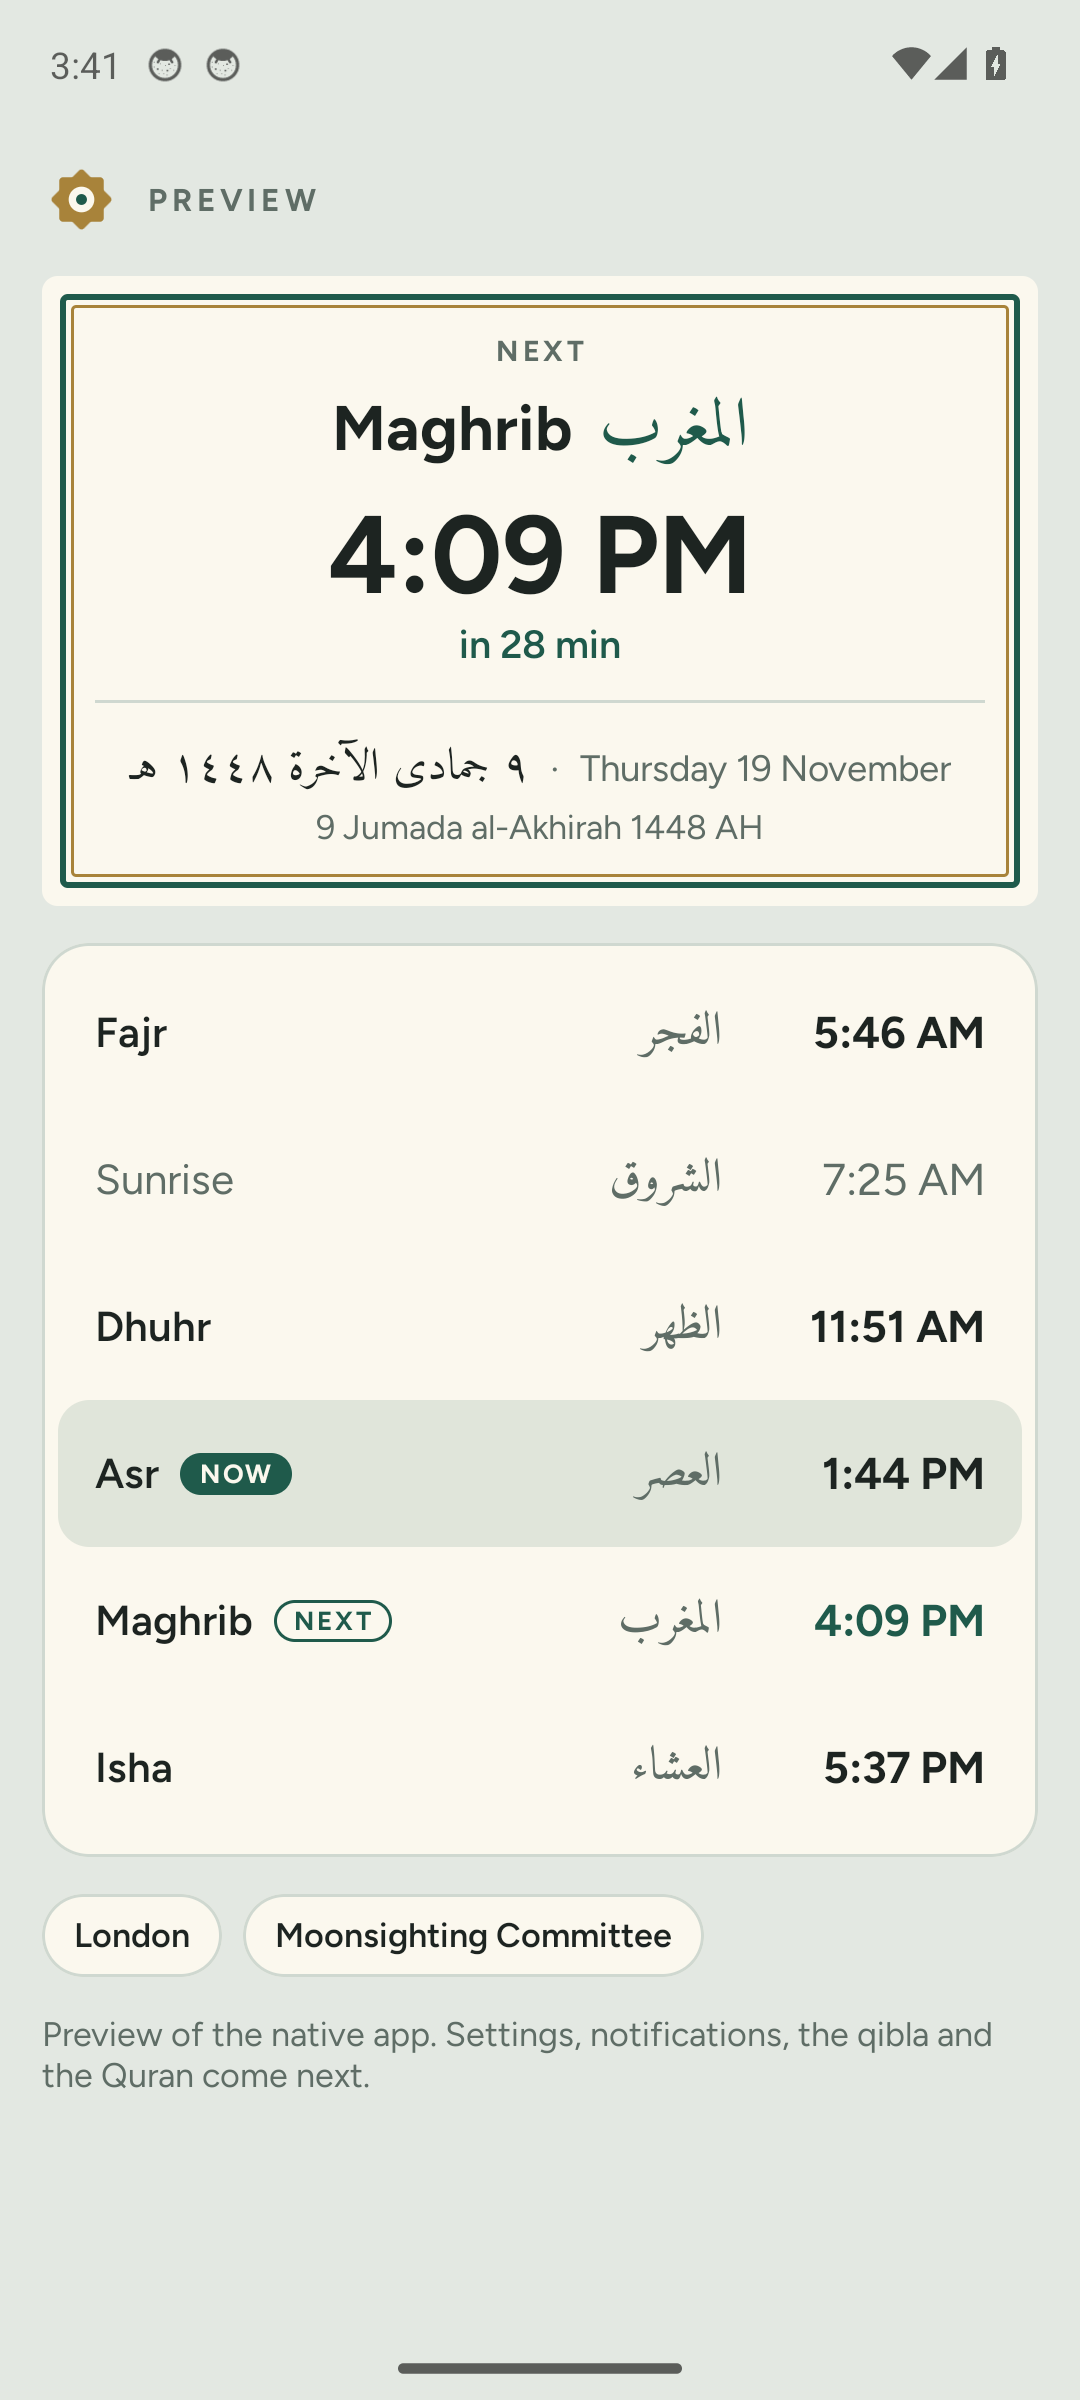 3:41
PREVIEW
NEXT
Maghrib المغرب
4:09 PM
in 28 min
٩ جمادى الآخرة ١٤٤٨ هـ · Thursday 19 November
9 Jumada al-Akhirah 1448 AH
Fajr الفجر 5:46 AM
Sunrise الشروق 7:25 AM
Dhuhr الظهر 11:51 AM
Asr NOW العصر 1:44 PM
Maghrib NEXT المغرب 4:09 PM
Isha العشاء 5:37 PM
London Moonsighting Committee
Preview of the native app. Settings, notifications, the qibla and
the Quran come next.